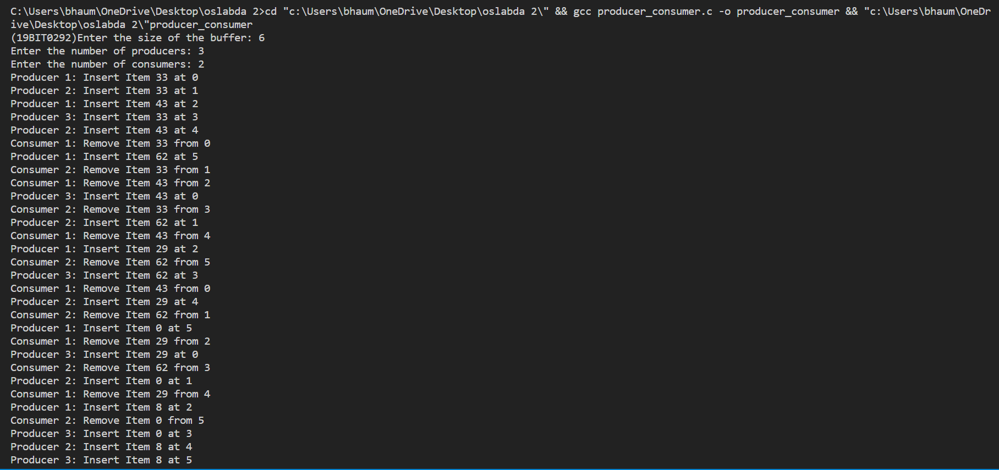 C:\Users\bhaum\OneDrive\Desktop\oslabda 2>cd "c:\Users\bhaum\OneDrive\Desktop\oslabda 2\" && gcc producer_consumer.c -o producer_consumer && "c:\Users\bhaum\OneDr
ive\Desktop\oslabda 2\"producer_consumer
(19BIT0292)Enter the size of the buffer: 6
Enter the number of producers: 3
Enter the number of consumers: 2
Producer 1: Insert Item 33 at 0
Producer 2: Insert Item 33 at 1
Producer 1: Insert Item 43 at 2
Producer 3: Insert Item 33 at 3
Producer 2: Insert Item 43 at 4
Consumer 1: Remove Item 33 from 0
Producer 1: Insert Item 62 at 5
Consumer 2: Remove Item 33 from 1
Consumer 1: Remove Item 43 from 2
Producer 3: Insert Item 43 at 0
Consumer 2: Remove Item 33 from 3
Producer 2: Insert Item 62 at 1
Consumer 1: Remove Item 43 from 4
Producer 1: Insert Item 29 at 2
Consumer 2: Remove Item 62 from 5
Producer 3: Insert Item 62 at 3
Consumer 1: Remove Item 43 from 0
Producer 2: Insert Item 29 at 4
Consumer 2: Remove Item 62 from 1
Producer 1: Insert Item 0 at 5
Consumer 1: Remove Item 29 from 2
Producer 3: Insert Item 29 at 0
Consumer 2: Remove Item 62 from 3
Producer 2: Insert Item 0 at 1
Consumer 1: Remove Item 29 from 4
Producer 1: Insert Item 8 at 2
Consumer 2: Remove Item 0 from 5
Producer 3: Insert Item 0 at 3
Producer 2: Insert Item 8 at 4
Producer 3: Insert Item 8 at 5